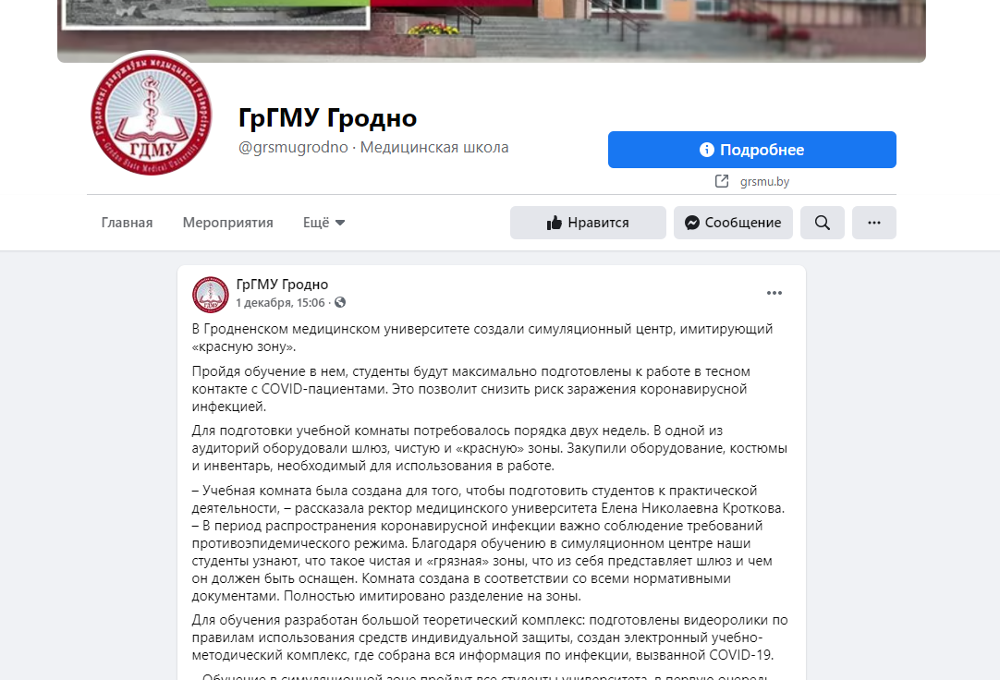 Гродзенскі дзяржаўны медыцынскі ўніверсітэт
ГДМУ
Grodno State Medical University
ГрГМУ Гродно
@grsmugrodno · Медицинская школа
Подробнее
grsmu.by
Главная
Мероприятия
Ещё
Нравится
Сообщение
ГрГМУ Гродно
1 декабря, 15:06 ·
В Гродненском медицинском университете создали симуляционный центр, имитирующий
«красную зону».
Пройдя обучение в нем, студенты будут максимально подготовлены к работе в тесном
контакте с COVID-пациентами. Это позволит снизить риск заражения коронавирусной
инфекцией.
Для подготовки учебной комнаты потребовалось порядка двух недель. В одной из
аудиторий оборудовали шлюз, чистую и «красную» зоны. Закупили оборудование, костюмы
и инвентарь, необходимый для использования в работе.
– Учебная комната была создана для того, чтобы подготовить студентов к практической
деятельности, – рассказала ректор медицинского университета Елена Николаевна Кроткова.
– В период распространения коронавирусной инфекции важно соблюдение требований
противоэпидемического режима. Благодаря обучению в симуляционном центре наши
студенты узнают, что такое чистая и «грязная» зоны, что из себя представляет шлюз и чем
он должен быть оснащен. Комната создана в соответствии со всеми нормативными
документами. Полностью имитировано разделение на зоны.
Для обучения разработан большой теоретический комплекс: подготовлены видеоролики по
правилам использования средств индивидуальной защиты, создан электронный учебно-
методический комплекс, где собрана вся информация по инфекции, вызванной COVID-19.
– Обучение в симуляционной зоне пройдут все студенты университета, в первую очередь